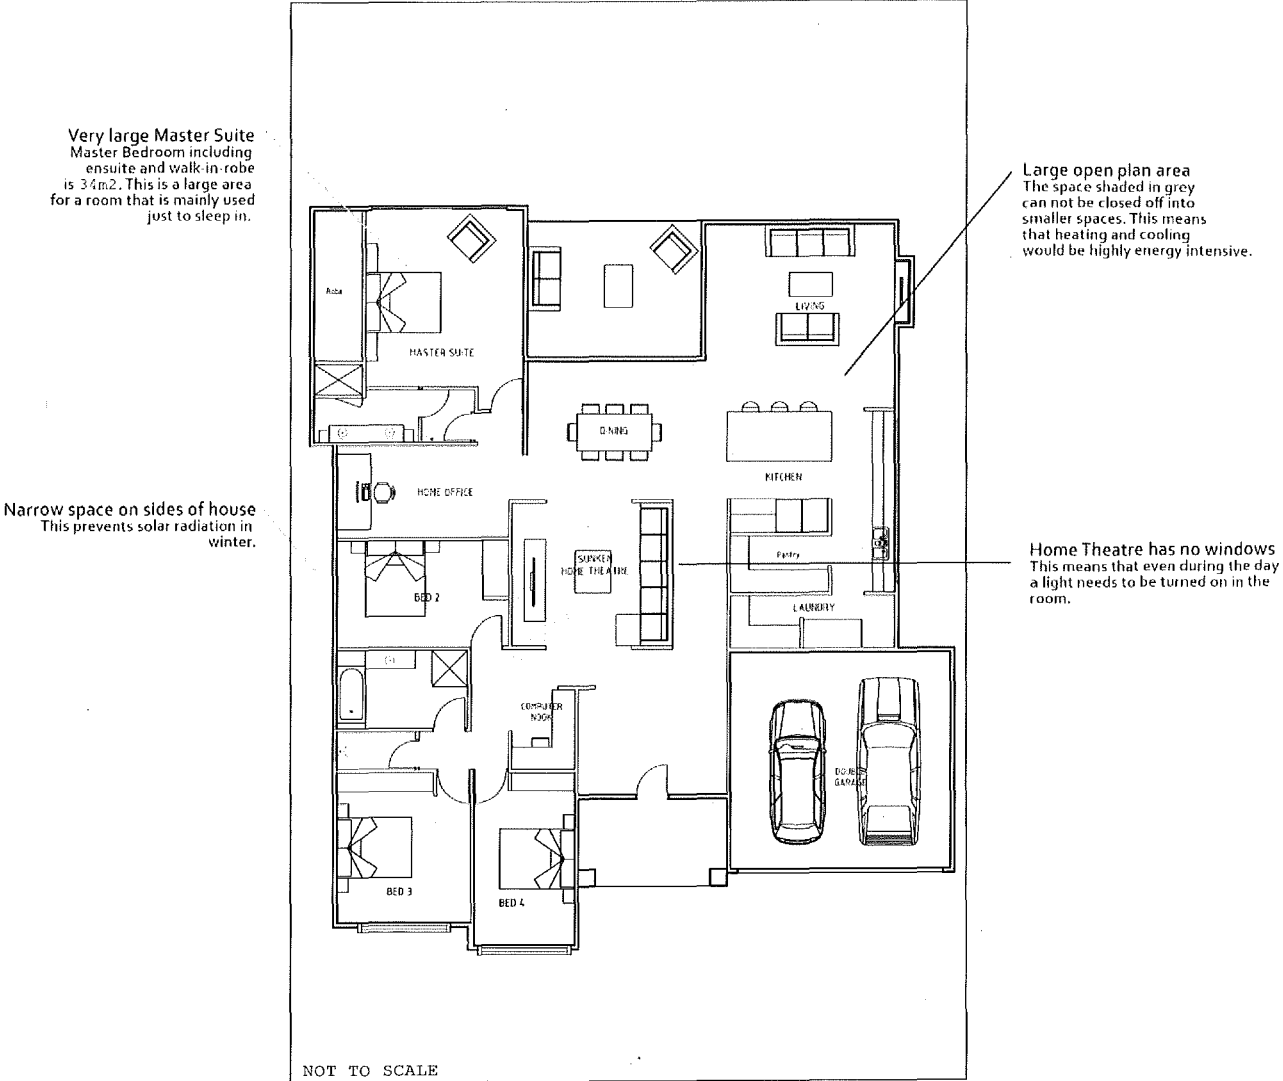 Very large Master Suite
Master Bedroom including
ensuite and walk-in-robe
is 34m2. This is a large area
for a room that is mainly used
just to sleep in.
Large open plan area
The space shaded in grey
can not be closed off into
smaller spaces. This means
that heating and cooling
would be highly energy intensive.
Robe
LIVING
MASTER SUITE
DINING
KITCHEN
HOME OFFICE
Narrow space on sides of house
This prevents solar radiation in
winter.
Home Theatre has no windows
This means that even during the day
a light needs to be turned on in the
room.
SUNKEN
HOME THEATRE
Pantry
BED 2
LAUNDRY
COMPUTER
NOOK
DOUBLE
GARAGE
BED 3
BED 4
NOT TO SCALE